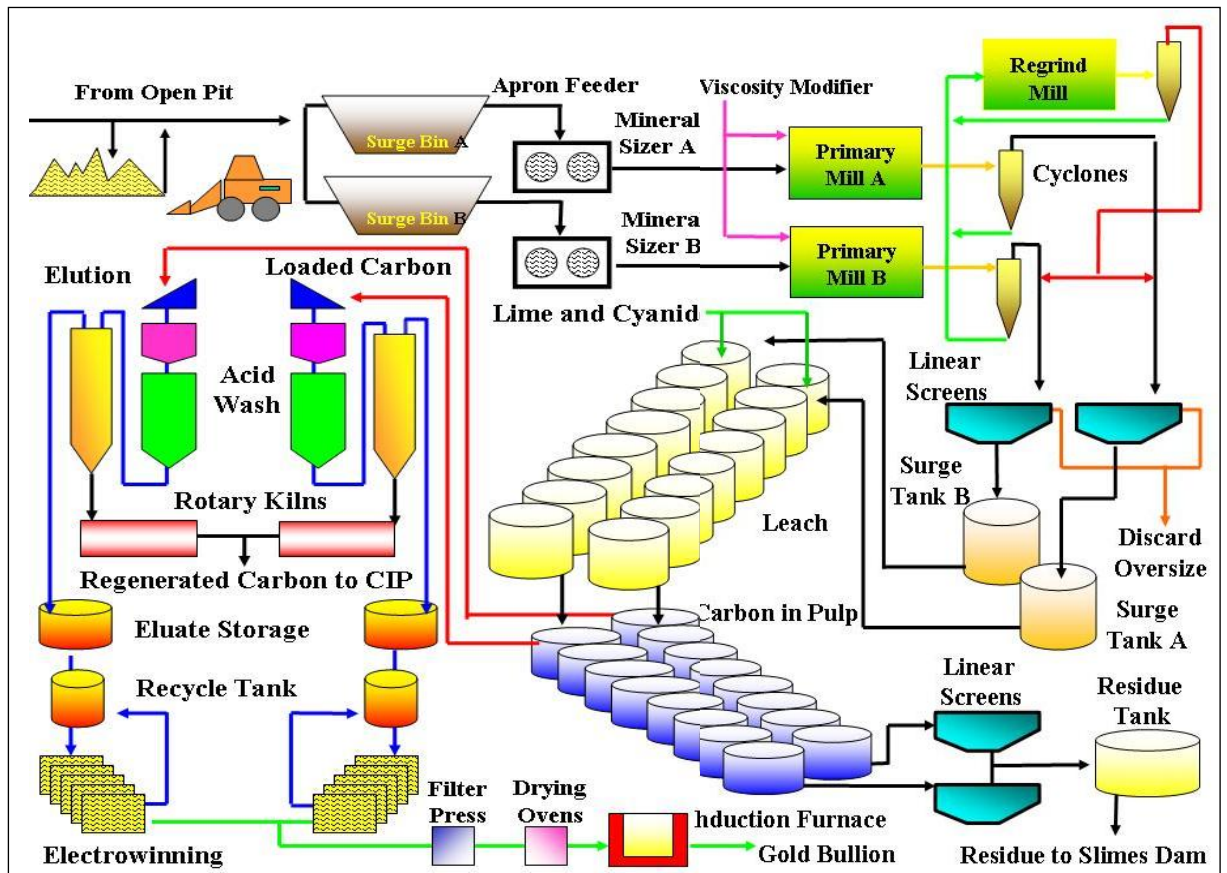 From Open Pit
Apron Feeder
Surge Bin A
Surge Bin B
Mineral
Sizer A
Minera
Sizer B
Viscosity Modifier
Primary
Mill A
Primary
Mill B
Regrind
Mill
Cyclones
Elution
Loaded Carbon
Acid
Wash
Lime and Cyanid
Linear
Screens
Surge
Tank B
Leach
Discard
Oversize
Surge
Tank A
Rotary Kilns
Regenerated Carbon to CIP
Eluate Storage
Recycle Tank
Carbon in Pulp
Linear
Screens
Residue
Tank
Filter
Press
Drying
Ovens
hduction Furnace
Gold Bullion
Electrowinning
Residue to Slimes Dam